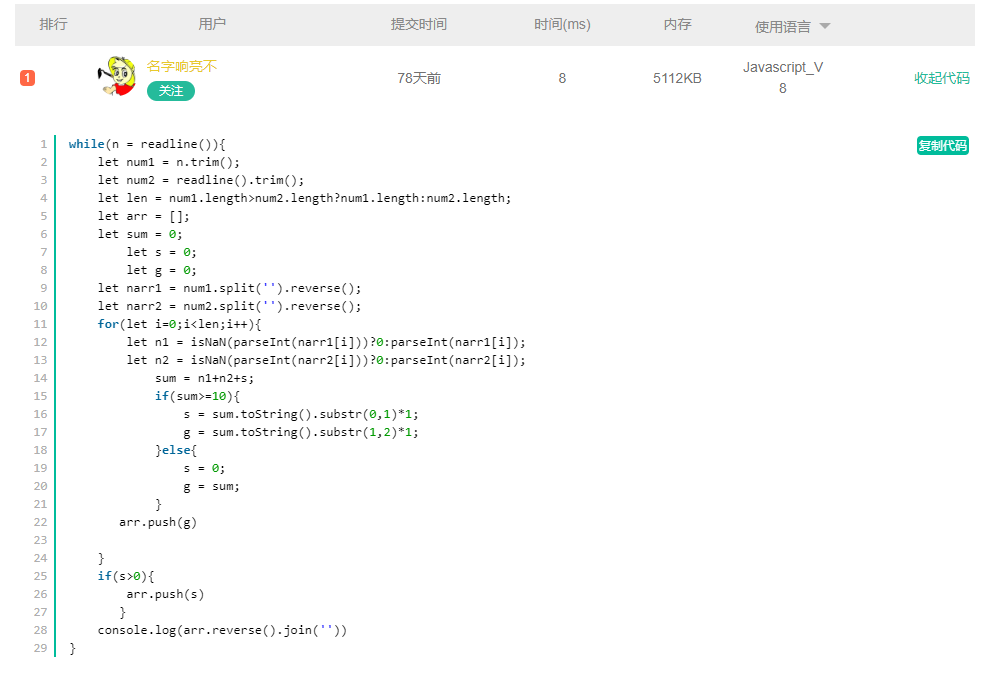 排行 用户 提交时间 时间(ms) 内存 使用语言
1 名字响亮不 关注 78天前 8 5112KB Javascript_V8 收起代码
复制代码
1 while(n = readline()){
2     let num1 = n.trim();
3     let num2 = readline().trim();
4     let len = num1.length>num2.length?num1.length:num2.length;
5     let arr = [];
6     let sum = 0;
7         let s = 0;
8         let g = 0;
9     let narr1 = num1.split('').reverse();
10     let narr2 = num2.split('').reverse();
11     for(let i=0;i<len;i++){
12         let n1 = isNaN(parseInt(narr1[i]))?0:parseInt(narr1[i]);
13         let n2 = isNaN(parseInt(narr2[i]))?0:parseInt(narr2[i]);
14             sum = n1+n2+s;
15             if(sum>=10){
16                 s = sum.toString().substr(0,1)*1;
17                 g = sum.toString().substr(1,2)*1;
18             }else{
19                 s = 0;
20                 g = sum;
21             }
22        arr.push(g)
23
24     }
25     if(s>0){
26         arr.push(s)
27        }
28     console.log(arr.reverse().join(''))
29 }